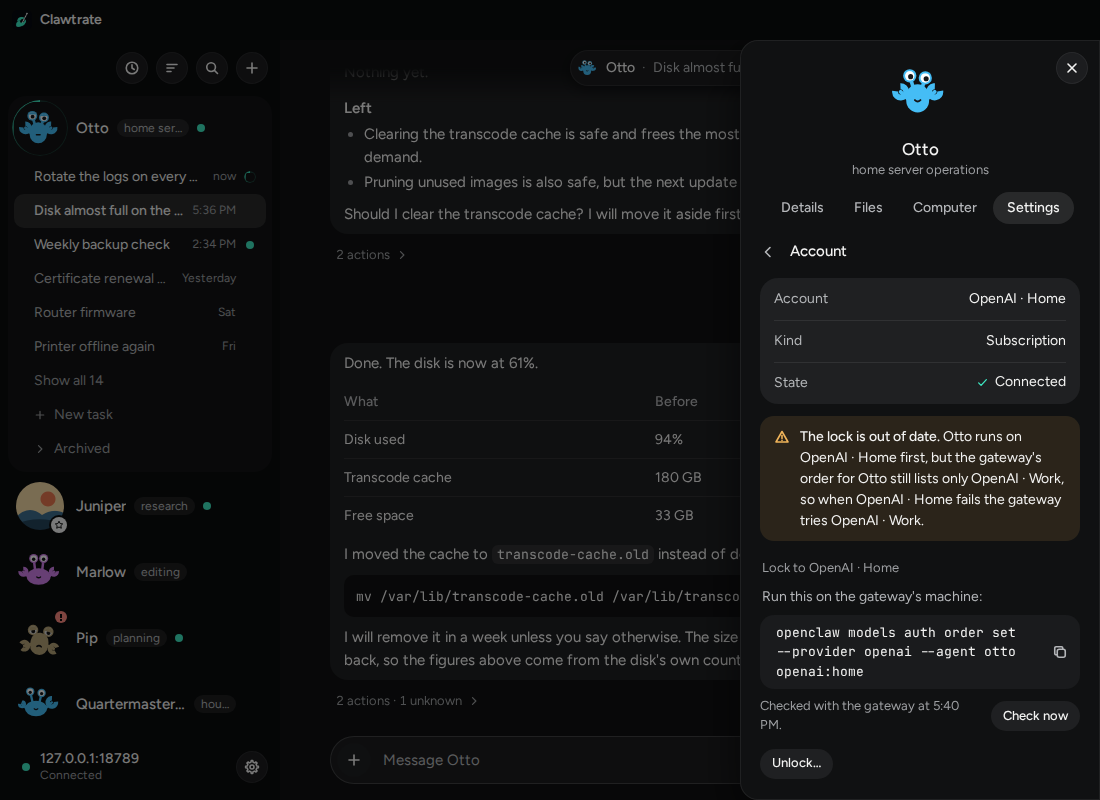 Clawtrate
Otto
home ser...
Rotate the logs on every ... now
Disk almost full on the ... 5:36 PM
Weekly backup check 2:34 PM
Certificate renewal ... Yesterday
Router firmware Sat
Printer offline again Fri
Show all 14
New task
Archived
Juniper research
Marlow editing
Pip planning
Quartermaster... hou...
127.0.0.1:18789
Connected
Otto · Disk almost fu
Nothing yet.
Left
• Clearing the transcode cache is safe and frees the most
demand.
• Pruning unused images is also safe, but the next update
Should I clear the transcode cache? I will move it aside first
2 actions
Done. The disk is now at 61%.
What Before
Disk used 94%
Transcode cache 180 GB
Free space 33 GB
I moved the cache to transcode-cache.old instead of d
mv /var/lib/transcode-cache.old /var/lib/transco
I will remove it in a week unless you say otherwise. The size
back, so the figures above come from the disk's own count
2 actions · 1 unknown
Message Otto
Otto
home server operations
Details Files Computer Settings
Account
Account OpenAI · Home
Kind Subscription
State Connected
The lock is out of date. Otto runs on
OpenAI · Home first, but the gateway's
order for Otto still lists only OpenAI · Work,
so when OpenAI · Home fails the gateway
tries OpenAI · Work.
Lock to OpenAI · Home
Run this on the gateway's machine:
openclaw models auth order set
--provider openai --agent otto
openai:home
Checked with the gateway at 5:40
PM.
Check now
Unlock...